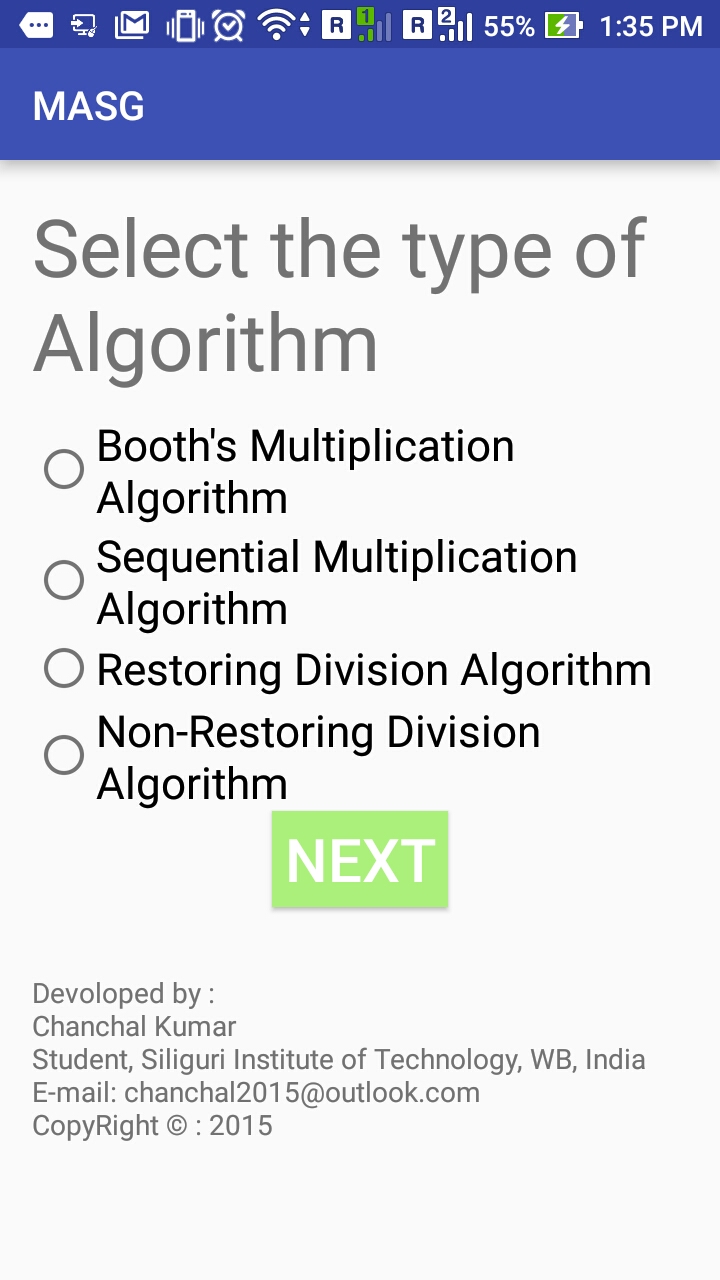 R 1 R 2 55% 1:35 PM
MASG
Select the type of
Algorithm
Booth's Multiplication
Algorithm
Sequential Multiplication
Algorithm
Restoring Division Algorithm
Non-Restoring Division
Algorithm
NEXT
Devoloped by :
Chanchal Kumar
Student, Siliguri Institute of Technology, WB, India
E-mail: chanchal2015@outlook.com
CopyRight © : 2015